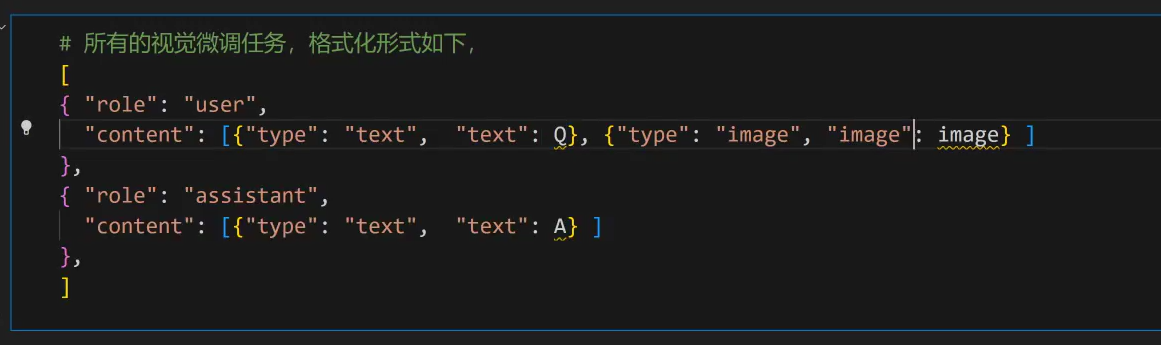 # 所有的视觉微调任务，格式化形式如下，
[
{ "role": "user",
"content": [{"type": "text",  "text": Q}, {"type": "image", "image": image} ]
},
{ "role": "assistant",
"content": [{"type": "text",  "text": A} ]
},
]